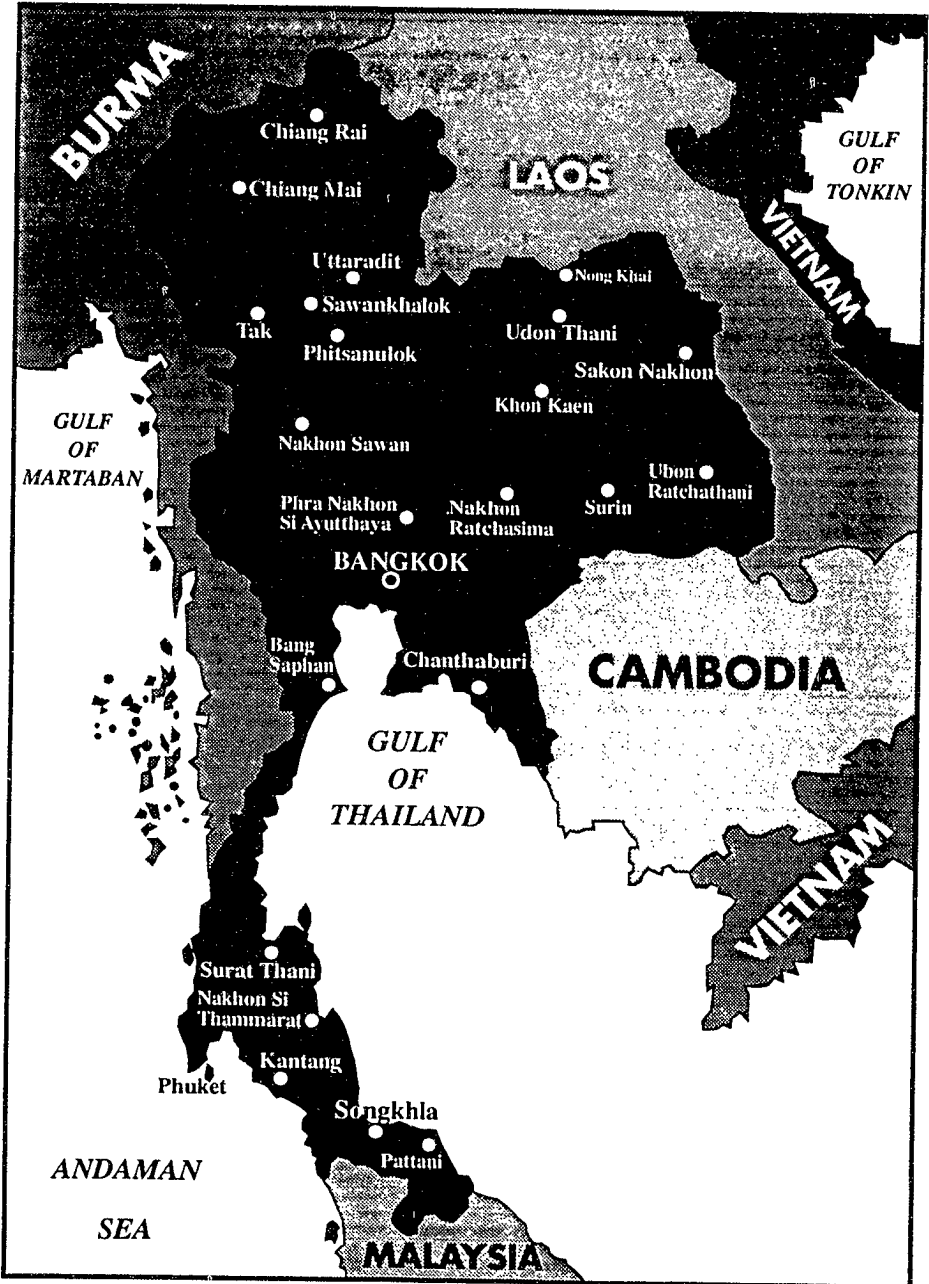 BURMA
Chiang Rai
Chiang Mai
LAOS
GULF
OF
TONKIN
VIETNAM
Uttaradit
Sawankhalok
Tak
Phitsanulok
Nong Khai
Udon Thani
Sakon Nakhon
Khon Kaen
GULF
OF
MARTABAN
Nakhon Sawan
Phra Nakhon
Si Ayutthaya
Nakhon
Ratchasima
Surin
Ubon
Ratchathani
BANGKOK
Bang
Saphan
Chanthaburi
CAMBODIA
GULF
OF
THAILAND
VIETNAM
Surat Thani
Nakhon Si
Thammarat
Kantang
Phuket
Songkhla
Pattani
ANDAMAN
SEA
MALAYSIA